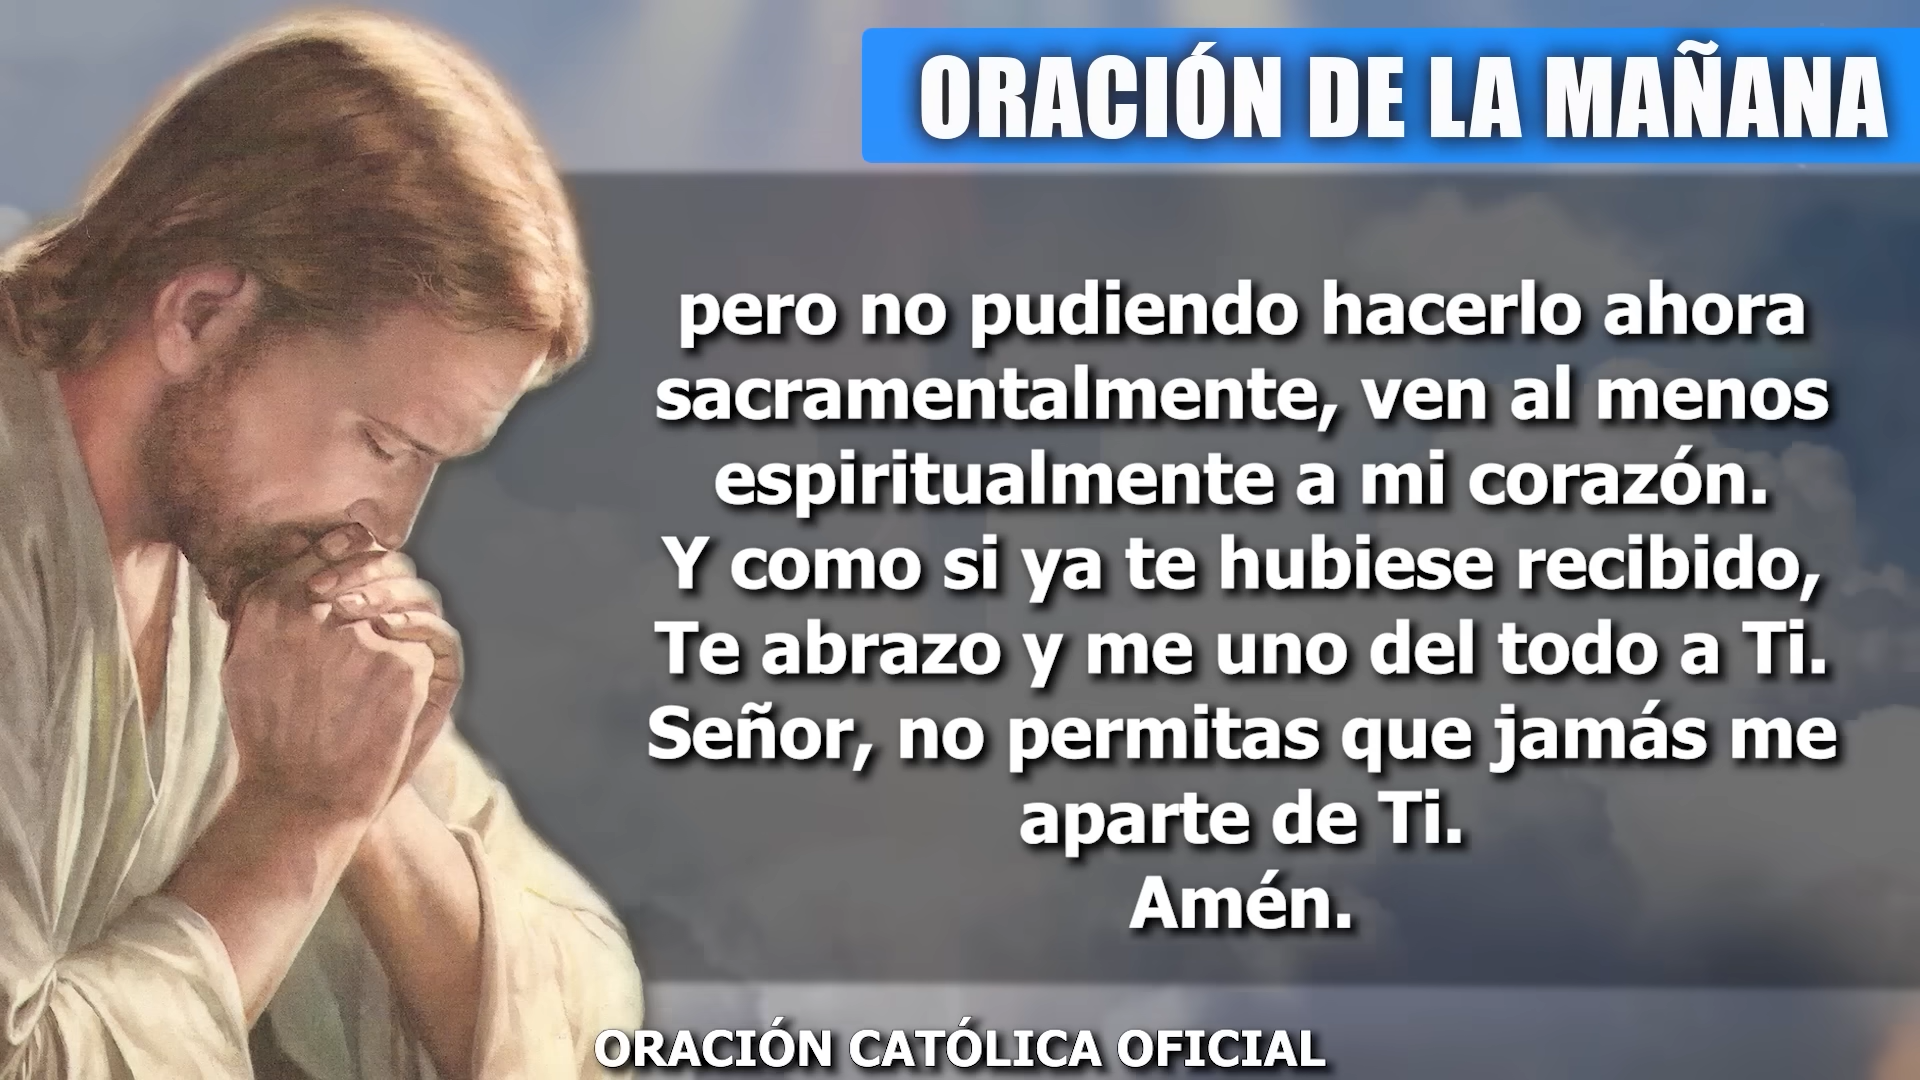 ORACIÓN DE LA MAÑANA
pero no pudiendo hacerlo ahora
sacramentalmente, ven al menos
espiritualmente a mi corazón.
Y como si ya te hubiese recibido,
Te abrazo y me uno del todo a Ti.
Señor, no permitas que jamás me
aparte de Ti.
Amén.
ORACIÓN CATÓLICA OFICIAL